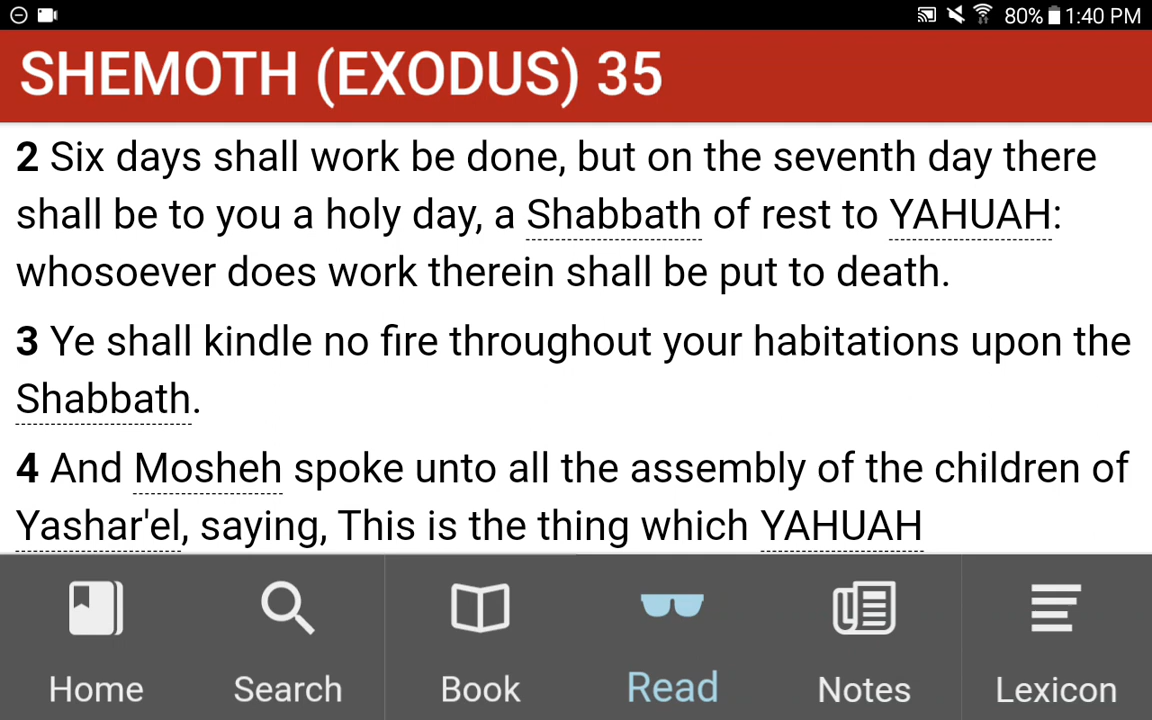 80% 1:40 PM
SHEMOTH (EXODUS) 35
2 Six days shall work be done, but on the seventh day there
shall be to you a holy day, a Shabbath of rest to YAHUAH:
whosoever does work therein shall be put to death.
3 Ye shall kindle no fire throughout your habitations upon the
Shabbath.
4 And Mosheh spoke unto all the assembly of the children of
Yashar'el, saying, This is the thing which YAHUAH
Home Search Book Read Notes Lexicon